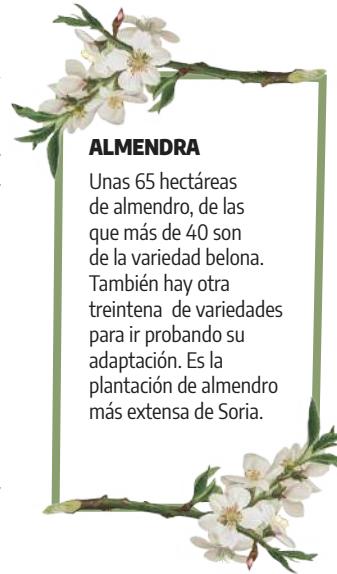 ALMENDRA
Unas 65 hectáreas
de almendro, de las
que más de 40 son
de la variedad belona.
También hay otra
treintena de variedades
para ir probando su
adaptación. Es la
plantación de almendro
más extensa de Soria.